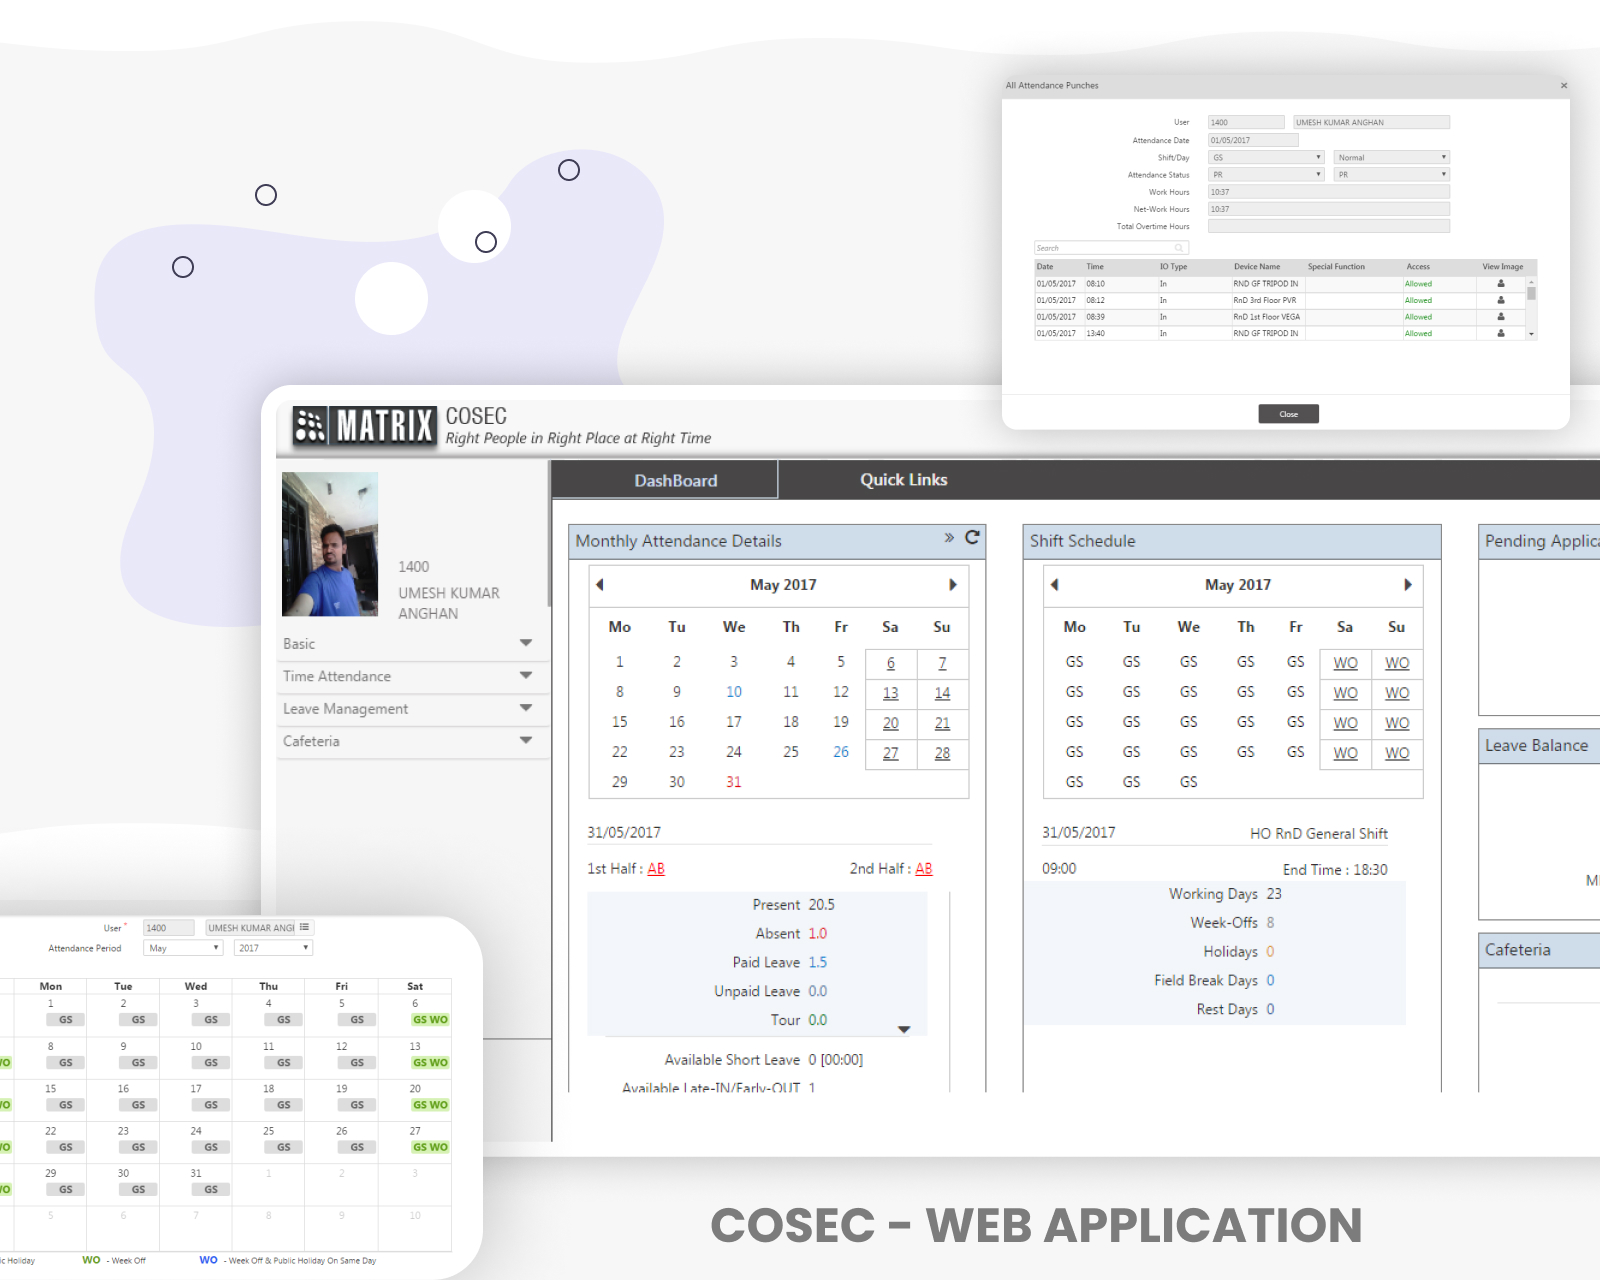 All Attendance Punches ×
User 1400 UMESH KUMAR ANGHAN
Attendance Date 01/05/2017
Shift/Day GS Normal
Attendance Status PR PR
Work Hours 10:37
Net-Work Hours 10:37
Total Overtime Hours
Search
Date Time IO Type Device Name Special Function Access View Image
01/05/2017 08:10 In RND GF TRIPOD IN Allowed
01/05/2017 08:12 In RnD 3rd Floor PVR Allowed
01/05/2017 08:39 In RnD 1st Floor VEGA Allowed
01/05/2017 13:40 In RND GF TRIPOD IN Allowed
Close
MATRIX COSEC
Right People in Right Place at Right Time
1400
UMESH KUMAR
ANGHAN
Basic
Time Attendance
Leave Management
Cafeteria
DashBoard Quick Links
Monthly Attendance Details
May 2017
Mo Tu We Th Fr Sa Su
1 2 3 4 5 6 7
8 9 10 11 12 13 14
15 16 17 18 19 20 21
22 23 24 25 26 27 28
29 30 31
31/05/2017
1st Half : AB 2nd Half : AB
Present 20.5
Absent 1.0
Paid Leave 1.5
Unpaid Leave 0.0
Tour 0.0
Available Short Leave 0 [00:00]
Available Late-IN/Early-OUT 1
Shift Schedule
May 2017
Mo Tu We Th Fr Sa Su
GS GS GS GS GS WO WO
GS GS GS GS GS WO WO
GS GS GS GS GS WO WO
GS GS GS GS GS WO WO
GS GS GS
31/05/2017 HO RnD General Shift
09:00 End Time : 18:30
Working Days 23
Week-Offs 8
Holidays 0
Field Break Days 0
Rest Days 0
Pending Applica
Leave Balance
Cafeteria
User * 1400 UMESH KUMAR ANGI
Attendance Period May 2017
Mon Tue Wed Thu Fri Sat
1 2 3 4 5 6
GS GS GS GS GS GS WO
8 9 10 11 12 13
WO GS GS GS GS GS GS WO
15 16 17 18 19 20
WO GS GS GS GS GS GS WO
22 23 24 25 26 27
WO GS GS GS GS GS GS WO
29 30 31 1 2 3
WO GS GS GS
5 6 7 8 9 10
ic Holiday WO - Week Off WO - Week Off & Public Holiday On Same Day
COSEC - WEB APPLICATION